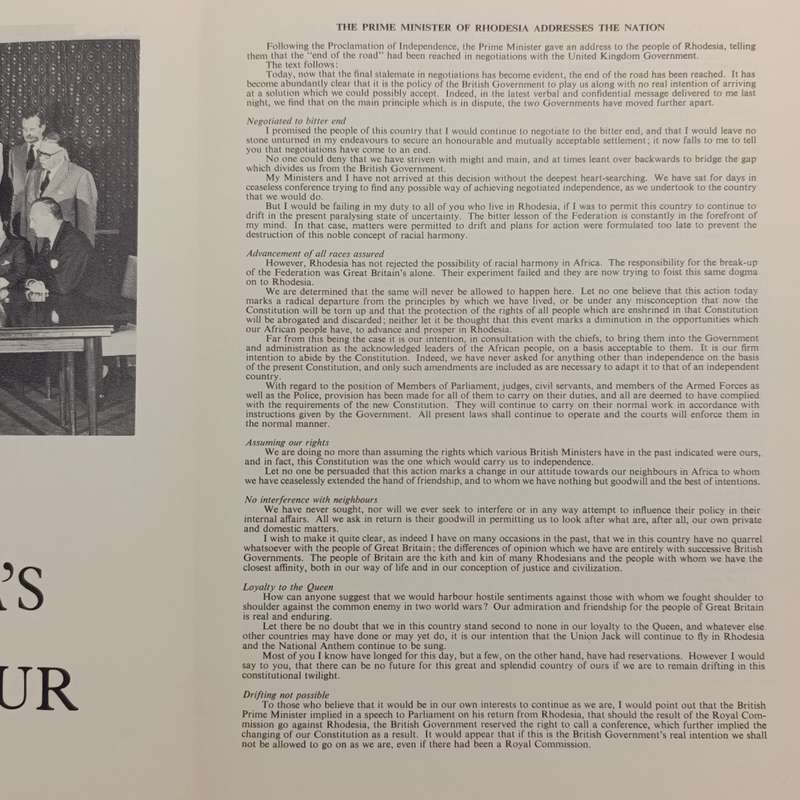 'S
UR
THE PRIME MINISTER OF RHODESIA ADDRESSES THE NATION
Following the Proclamation of Independence, the Prime Minister gave an address to the people of Rhodesia, telling
them that the "end of the road" had been reached in negotiations with the United Kingdom Government.
The text follows:
Today, now that the final stalemate in negotiations has become evident, the end of the road has been reached. It has
become abundantly clear that it is the policy of the British Government to play us along with no real intention of arriving
at a solution which we could possibly accept. Indeed, in the latest verbal and confidential message delivered to me last
night, we find that on the main principle which is in dispute, the two Governments have moved further apart.
Negotiated to bitter end
I promised the people of this country that I would continue to negotiate to the bitter end, and that I would leave no
stone unturned in my endeavours to secure an honourable and mutually acceptable settlement; it now falls to me to tell
you that negotiations have come to an end.
No one could deny that we have striven with might and main, and at times leant over backwards to bridge the gap
which divides us from the British Government.
My Ministers and I have not arrived at this decision without the deepest heart-searching. We have sat for days in
ceaseless conference trying to find any possible way of achieving negotiated independence, as we undertook to the country
that we would do.
But I would be failing in my duty to all of you who live in Rhodesia, if I was to permit this country to continue to
drift in the present paralysing state of uncertainty. The bitter lesson of the Federation is constantly in the forefront of
my mind. In that case, matters were permitted to drift and plans for action were formulated too late to prevent the
destruction of this noble concept of racial harmony.
Advancement of all races assured
However, Rhodesia has not rejected the possibility of racial harmony in Africa. The responsibility for the break-up
of the Federation was Great Britain's alone. Their experiment failed and they are now trying to foist this same dogma
on to Rhodesia.
We are determined that the same will never be allowed to happen here. Let no one believe that this action today
marks a radical departure from the principles by which we have lived, or be under any misconception that now the
Constitution will be torn up and that the protection of the rights of all people which are enshrined in that Constitution
will be abrogated and discarded; neither let it be thought that this event marks a diminution in the opportunities which
our African people have, to advance and prosper in Rhodesia.
Far from this being the case it is our intention, in consultation with the chiefs, to bring them into the Government
and administration as the acknowledged leaders of the African people, on a basis acceptable to them. It is our firm
intention to abide by the Constitution. Indeed, we have never asked for anything other than independence on the basis
of the present Constitution, and only such amendments are included as are necessary to adapt it to that of an independent
country.
With regard to the position of Members of Parliament, judges, civil servants, and members of the Armed Forces as
well as the Police, provision has been made for all of them to carry on their duties, and all are deemed to have complied
with the requirements of the new Constitution. They will continue to carry on their normal work in accordance with
instructions given by the Government. All present laws shall continue to operate and the courts will enforce them in
the normal manner.
Assuming our rights
We are doing no more than assuming the rights which various British Ministers have in the past indicated were ours,
and in fact, this Constitution was the one which would carry us to independence.
Let no one be persuaded that this action marks a change in our attitude towards our neighbours in Africa to whom
we have ceaselessly extended the hand of friendship, and to whom we have nothing but goodwill and the best of intentions.
No interference with neighbours
We have never sought, nor will we ever seek to interfere or in any way attempt to influence their policy in their
internal affairs. All we ask in return is their goodwill in permitting us to look after what are, after all, our own private
and domestic matters.
I wish to make it quite clear, as indeed I have on many occasions in the past, that we in this country have no quarrel
whatsoever with the people of Great Britain; the differences of opinion which we have are entirely with successive British
Governments. The people of Britain are the kith and kin of many Rhodesians and the people with whom we have the
closest affinity, both in our way of life and in our conception of justice and civilization.
Loyalty to the Queen
How can anyone suggest that we would harbour hostile sentiments against those with whom we fought shoulder to
shoulder against the common enemy in two world wars? Our admiration and friendship for the people of Great Britain
is real and enduring.
Let there be no doubt that we in this country stand second to none in our loyalty to the Queen, and whatever else
other countries may have done or may yet do, it is our intention that the Union Jack will continue to fly in Rhodesia
and the National Anthem continue to be sung.
Most of you I know have longed for this day, but a few, on the other hand, have had reservations. However I would
say to you, that there can be no future for this great and splendid country of ours if we are to remain drifting in this
constitutional twilight.
Drifting not possible
To those who believe that it would be in our own interests to continue as we are, I would point out that the British
Prime Minister implied in a speech to Parliament on his return from Rhodesia, that should the result of the Royal Com-
mission go against Rhodesia, the British Government reserved the right to call a conference, which further implied the
changing of our Constitution as a result. It would appear that if this is the British Government's real intention we shall
not be allowed to go on as we are, even if there had been a Royal Commission.